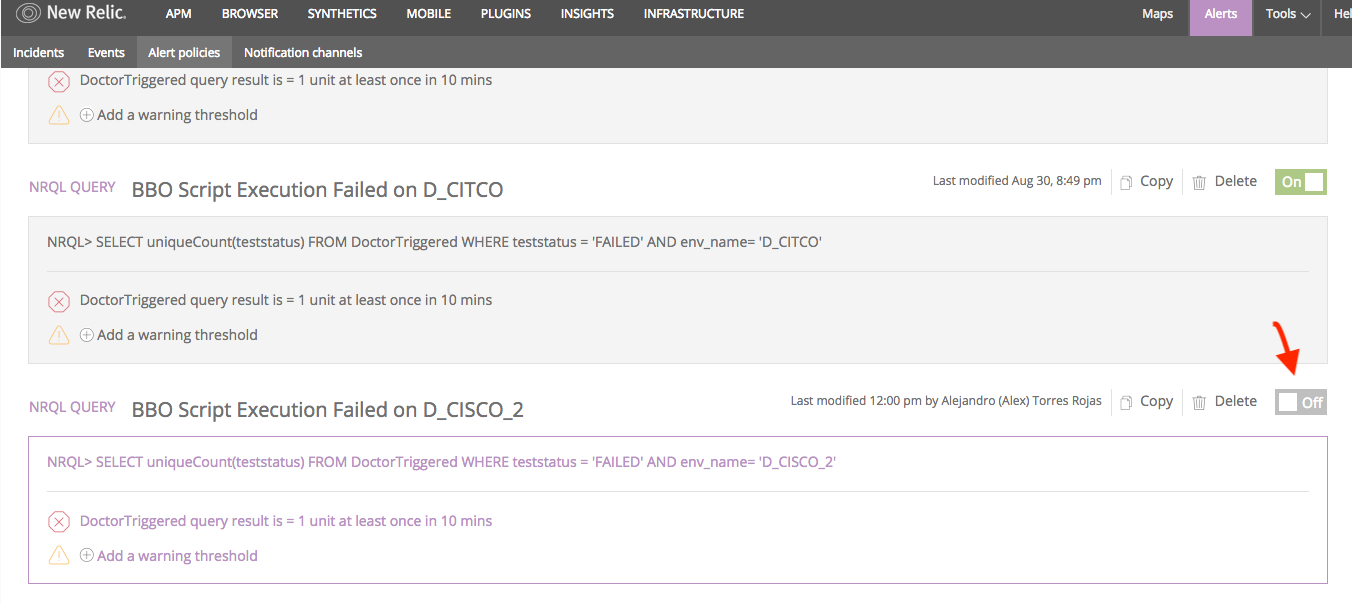 New Relic. APM BROWSER SYNTHETICS MOBILE PLUGINS INSIGHTS INFRASTRUCTURE Maps Alerts Tools
Incidents Events Alert policies Notification channels
DoctorTriggered query result is = 1 unit at least once in 10 mins
Add a warning threshold
NRQL QUERY BBO Script Execution Failed on D_CITCO Last modified Aug 30, 8:49 pm Copy Delete On
NRQL> SELECT uniqueCount(teststatus) FROM DoctorTriggered WHERE teststatus = 'FAILED' AND env_name= 'D_CITCO'
DoctorTriggered query result is = 1 unit at least once in 10 mins
Add a warning threshold
NRQL QUERY BBO Script Execution Failed on D_CISCO_2 Last modified 12:00 pm by Alejandro (Alex) Torres Rojas Copy Delete Off
NRQL> SELECT uniqueCount(teststatus) FROM DoctorTriggered WHERE teststatus = 'FAILED' AND env_name= 'D_CISCO_2'
DoctorTriggered query result is = 1 unit at least once in 10 mins
Add a warning threshold